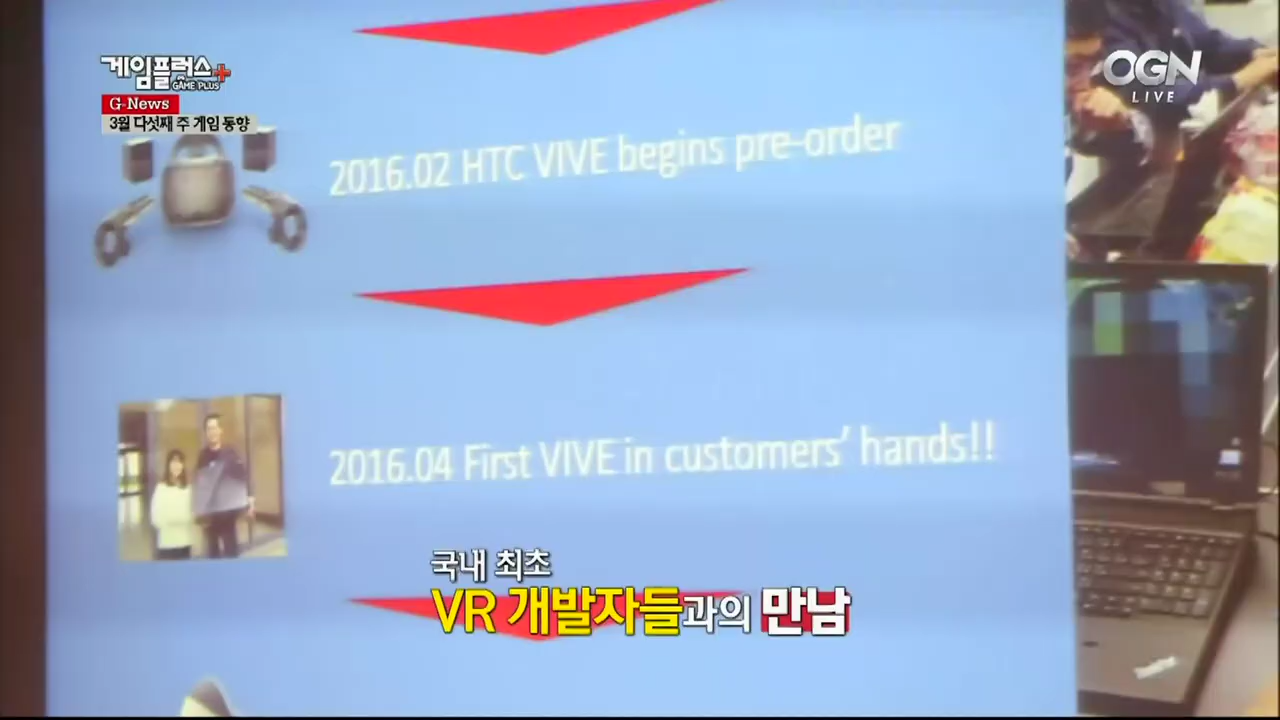 게임플러스+
GAME PLUS
G-News
3월 다섯째 주 게임 동향
OGN
LIVE
2016.02 HTC VIVE begins pre-order
2016.04 First VIVE in customers' hands!!
국내 최초
VR 개발자들과의 만남